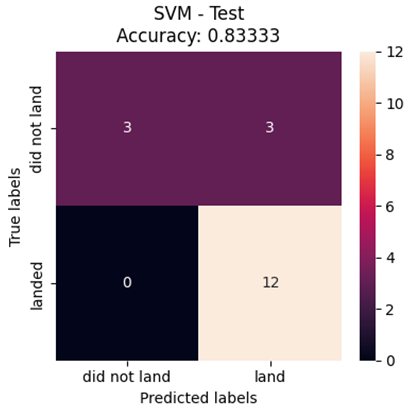 SVM - Test
Accuracy: 0.83333
True labels
did not land
landed
3 3
0 12
did not land land
Predicted labels
12
10
8
6
4
2
0